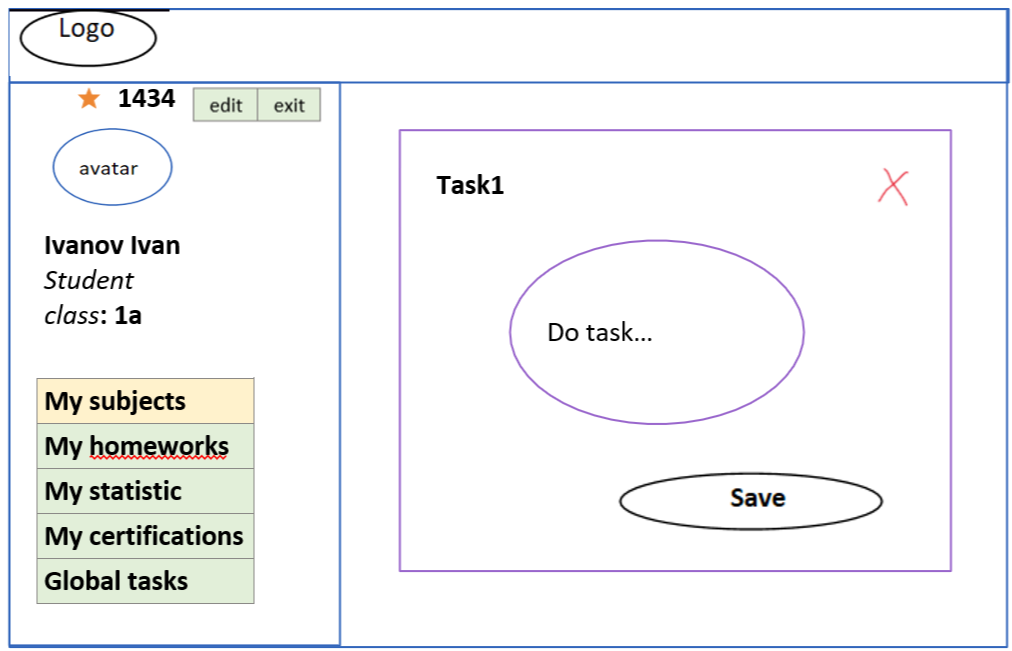 Logo
1434
edit exit
avatar
Ivanov Ivan
Student
class: 1a
My subjects
My homeworks
My statistic
My certifications
Global tasks
Task1
X
Do task...
Save